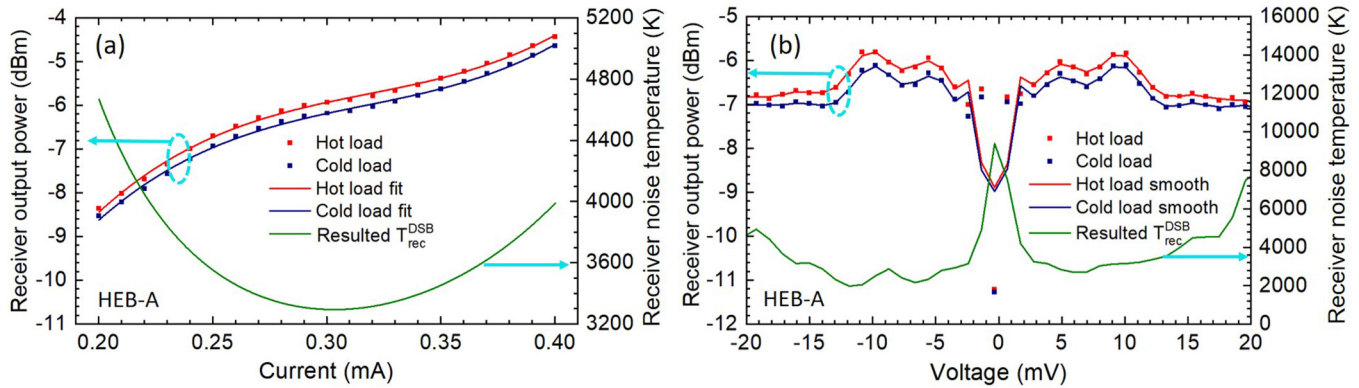 (a)
Receiver output power (dBm)
-4
-5
-6
-7
-8
-9
-10
-11
Hot load
Cold load
Hot load fit
Cold load fit
Resulted T_rec^DSB
HEB-A
0.20 0.25 0.30 0.35 0.40
Current (mA)
5200
4800
4400
4000
3600
3200
Receiver noise temperature (K)
(b)
Receiver output power (dBm)
-5
-6
-7
-8
-9
-10
-11
-12
Hot load
Cold load
Hot load smooth
Cold load smooth
Resulted T_rec^DSB
HEB-A
-20 -15 -10 -5 0 5 10 15 20
Voltage (mV)
16000
14000
12000
10000
8000
6000
4000
2000
0
Receiver noise temperature (K)